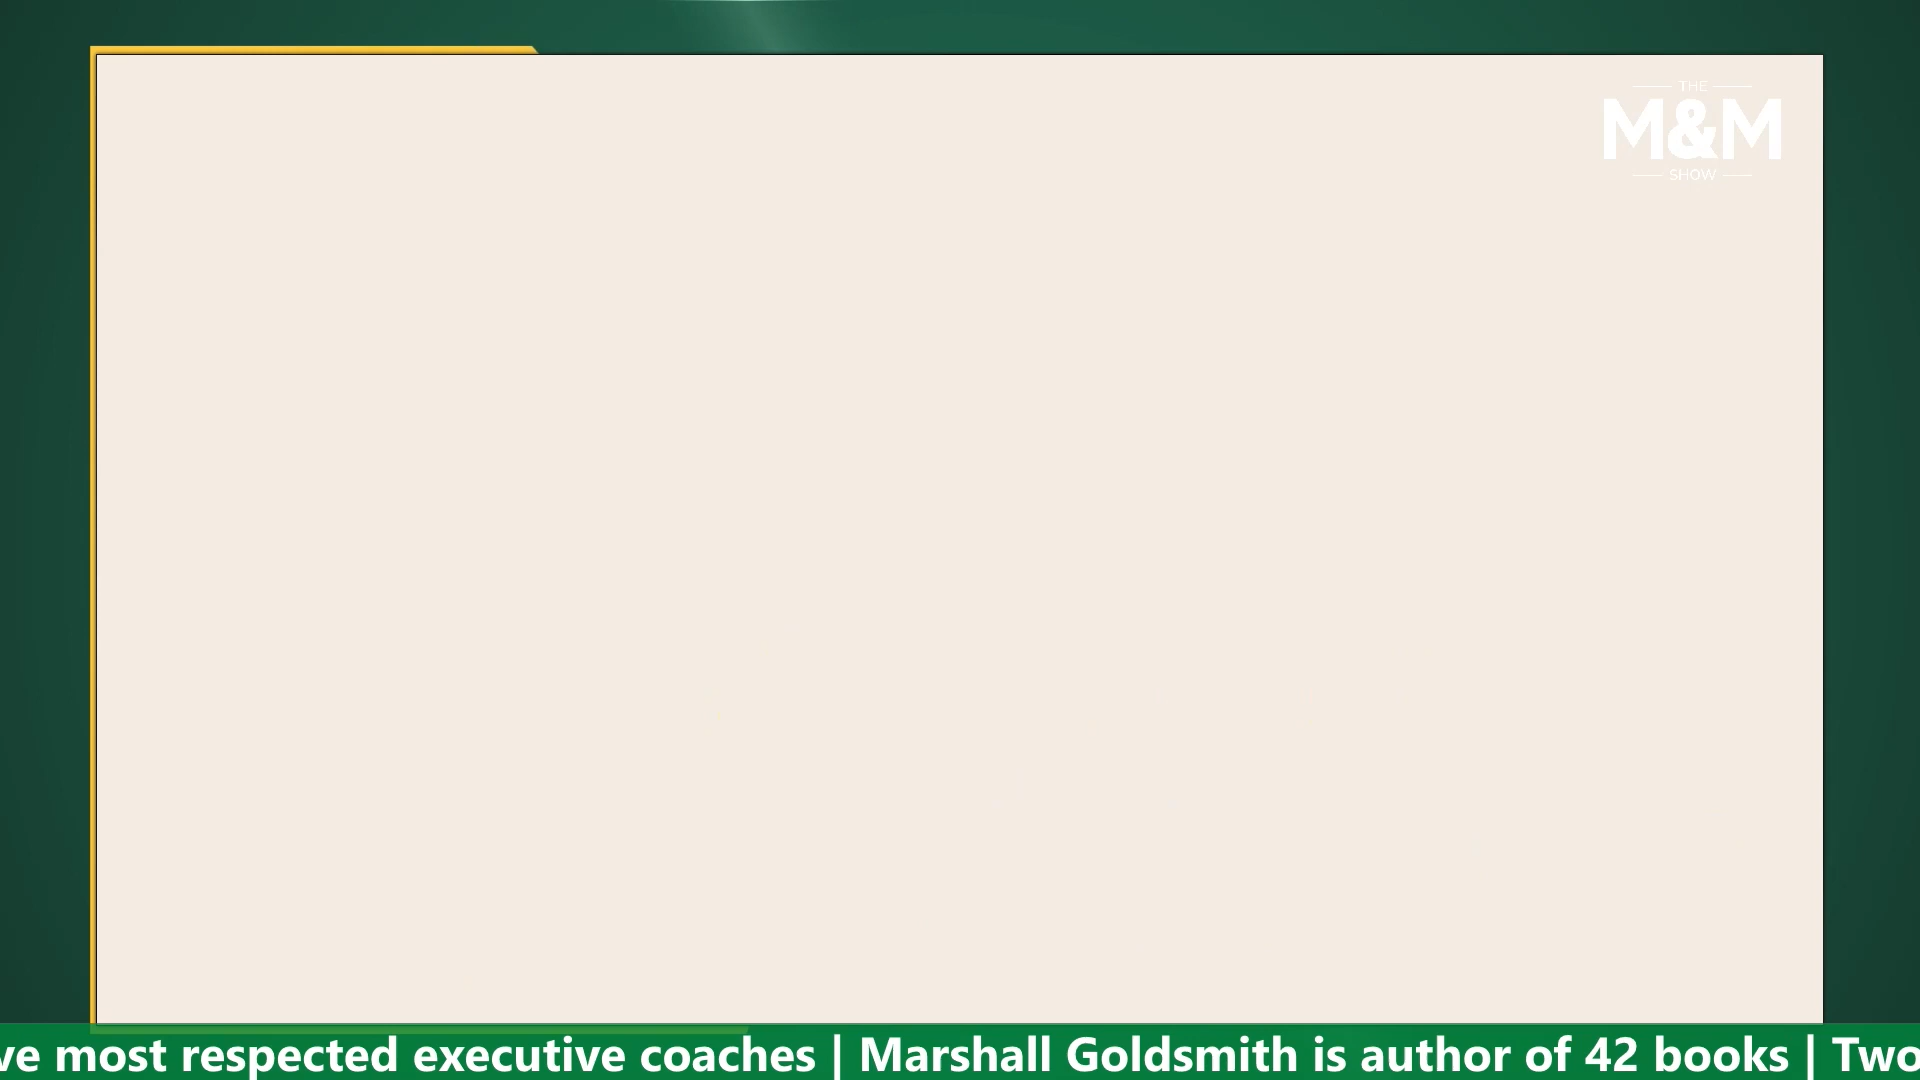 THE
M&M
SHOW
ve most respected executive coaches | Marshall Goldsmith is author of 42 books | Two